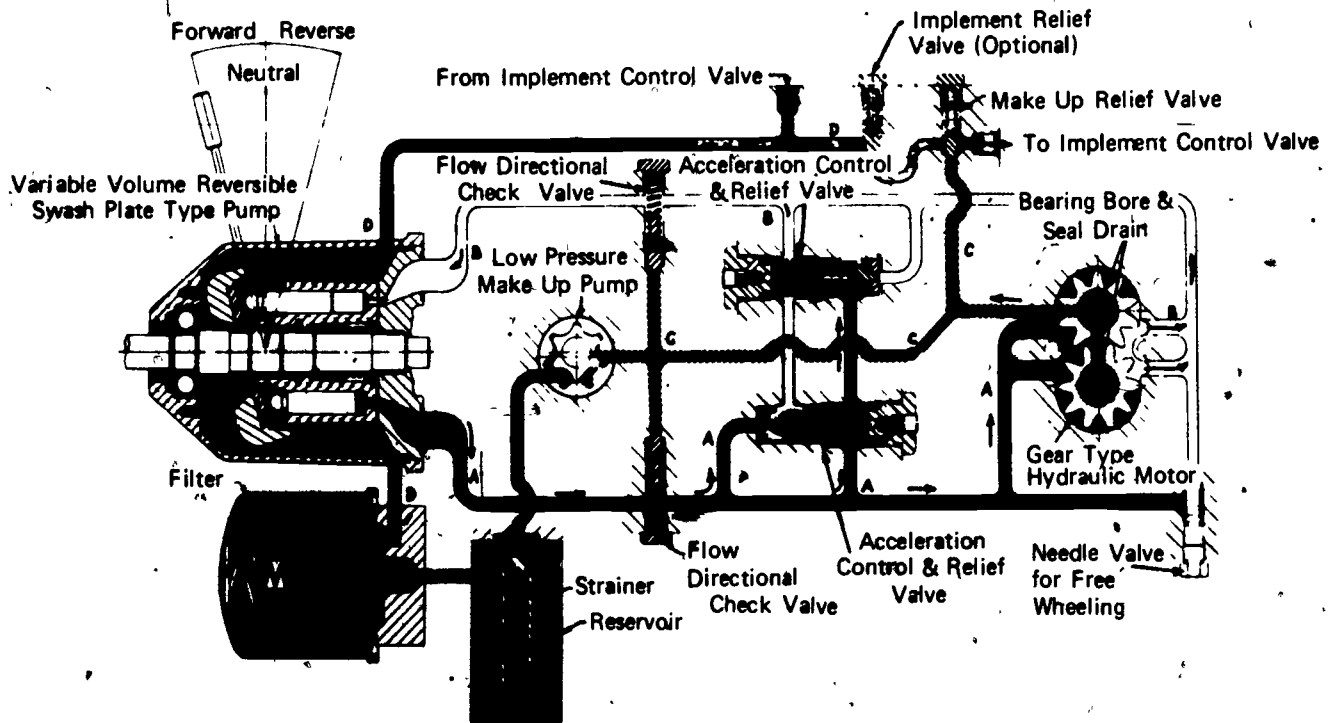 Forward Reverse
Neutral
Implement Relief
Valve (Optional)
From Implement Control Valve
Make Up Relief Valve
To Implement Control Valve
D
Flow Directional
Check Valve
Acceleration Control
& Relief Valve
Variable Volume Reversible
Swash Plate Type Pump
Bearing Bore &
Seal Drain
D
B
B
C
Low Pressure
Make Up Pump
C
C
B
A
A
Gear Type
Hydraulic Motor
Filter
A
A
D
Strainer
Reservoir
Flow
Directional
Check Valve
Acceleration
Control & Relief
Valve
Needle Valve
for Free
Wheeling